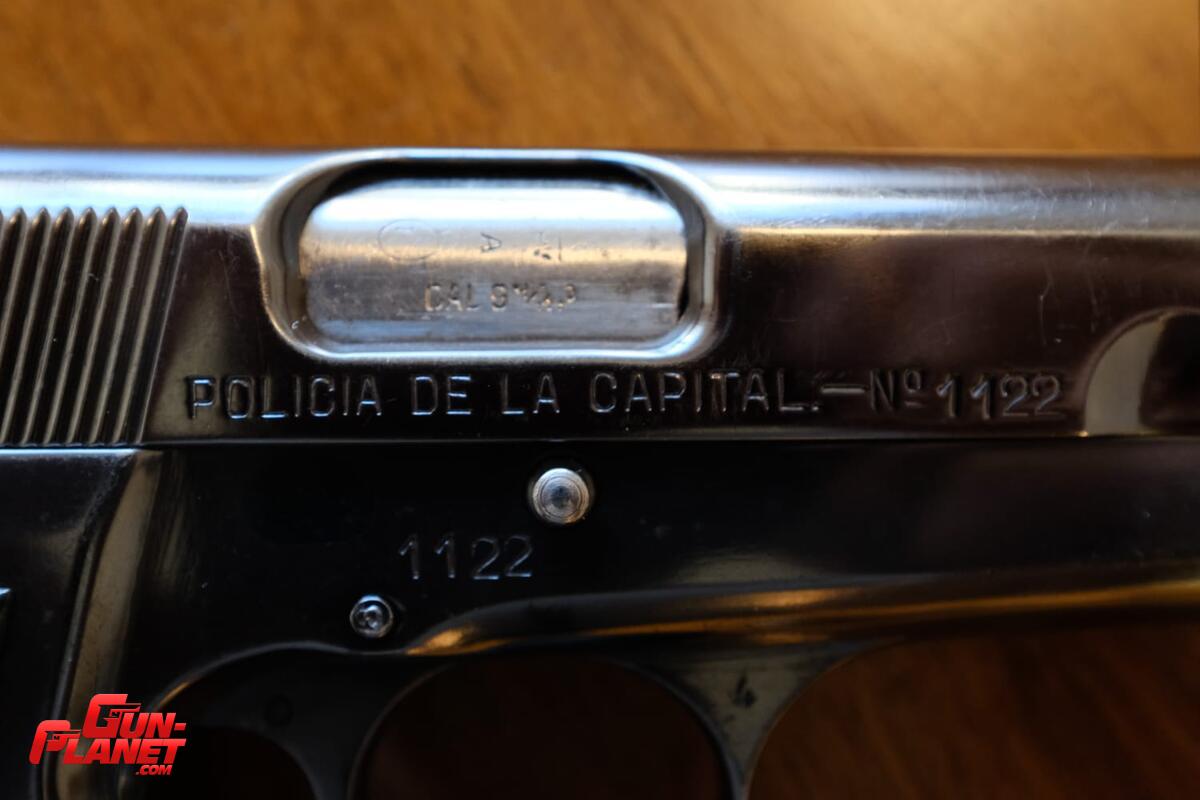 A
CAL 9
POLICIA DE LA CAPITAL.—Nº 1122
1122
GUN-PLANET
.COM